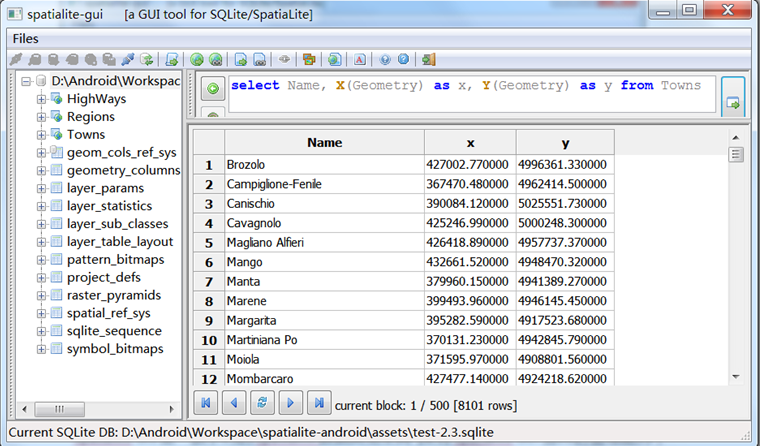 spatialite-gui [a GUI tool for SQLite/SpatiaLite]
Files
D:\Android\Workspac
HighWays
Regions
Towns
geom_cols_ref_sys
geometry_columns
layer_params
layer_statistics
layer_sub_classes
layer_table_layout
pattern_bitmaps
project_defs
raster_pyramids
spatial_ref_sys
sqlite_sequence
symbol_bitmaps
select Name, X(Geometry) as x, Y(Geometry) as y from Towns
Name x y
1 Brozolo 427002.770000 4996361.330000
2 Campiglione-Fenile 367470.480000 4962414.500000
3 Canischio 390084.120000 5025551.730000
4 Cavagnolo 425246.990000 5000248.300000
5 Magliano Alfieri 426418.890000 4957737.370000
6 Mango 432661.520000 4948470.320000
7 Manta 379960.150000 4941389.270000
8 Marene 399493.960000 4946145.450000
9 Margarita 395282.590000 4917523.680000
10 Martiniana Po 370131.230000 4942845.790000
11 Moiola 371595.970000 4908801.560000
12 Mombarcaro 427477.140000 4924218.620000
current block: 1 / 500 [8101 rows]
Current SQLite DB: D:\Android\Workspace\spatialite-android\assets\test-2.3.sqlite